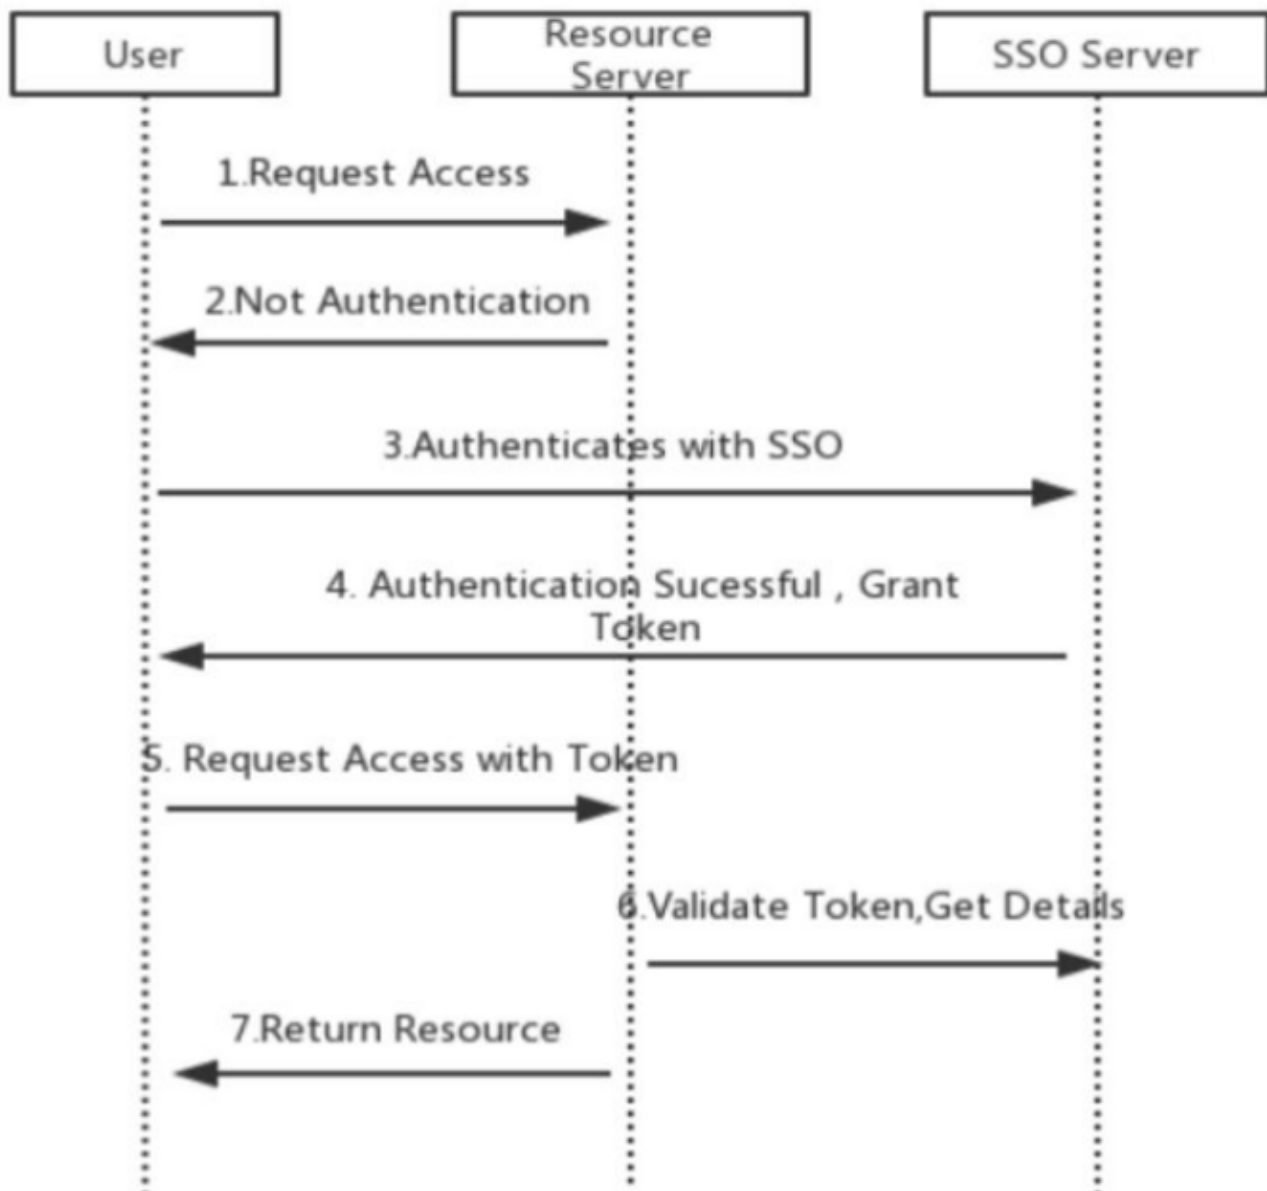 User
Resource
Server
SSO Server
1.Request Access
2.Not Authentication
3.Authenticates with SSO
4. Authentication Sucessful , Grant
Token
5. Request Access with Token
6.Validate Token,Get Details
7.Return Resource